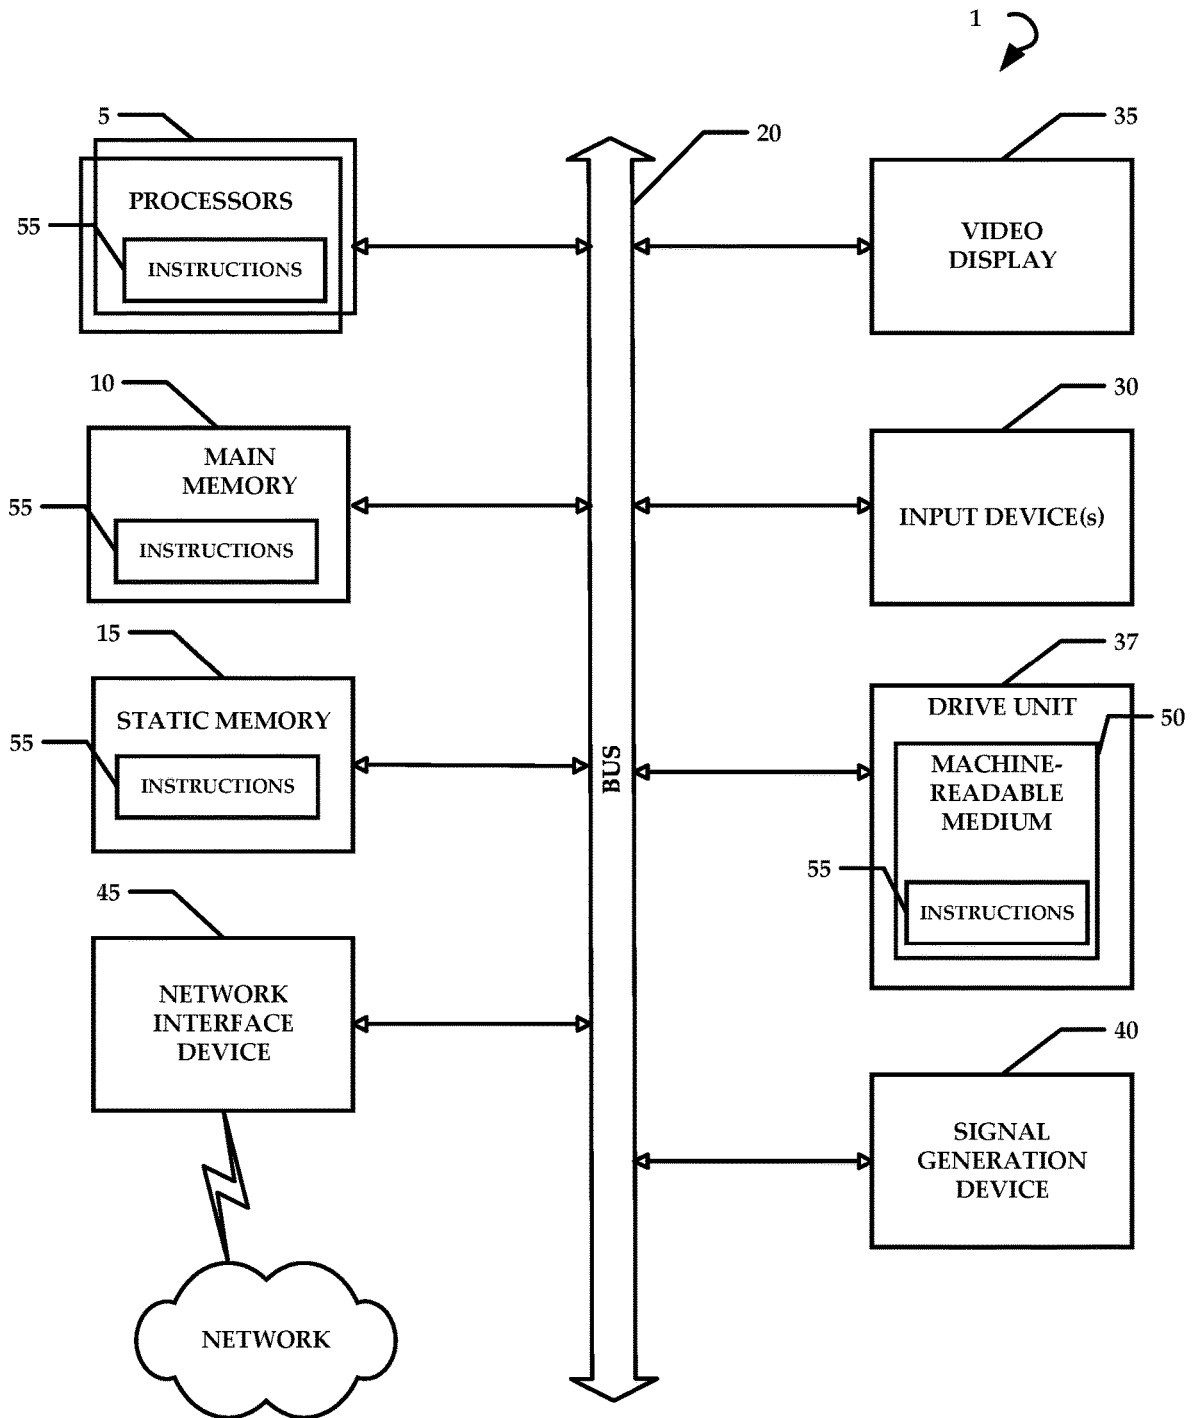 1
5
PROCESSORS
55
INSTRUCTIONS
20
35
VIDEO
DISPLAY
10
MAIN
MEMORY
55
INSTRUCTIONS
30
INPUT DEVICE(s)
15
STATIC MEMORY
55
INSTRUCTIONS
BUS
37
DRIVE UNIT
50
MACHINE-
READABLE
MEDIUM
55
INSTRUCTIONS
45
NETWORK
INTERFACE
DEVICE
40
SIGNAL
GENERATION
DEVICE
NETWORK